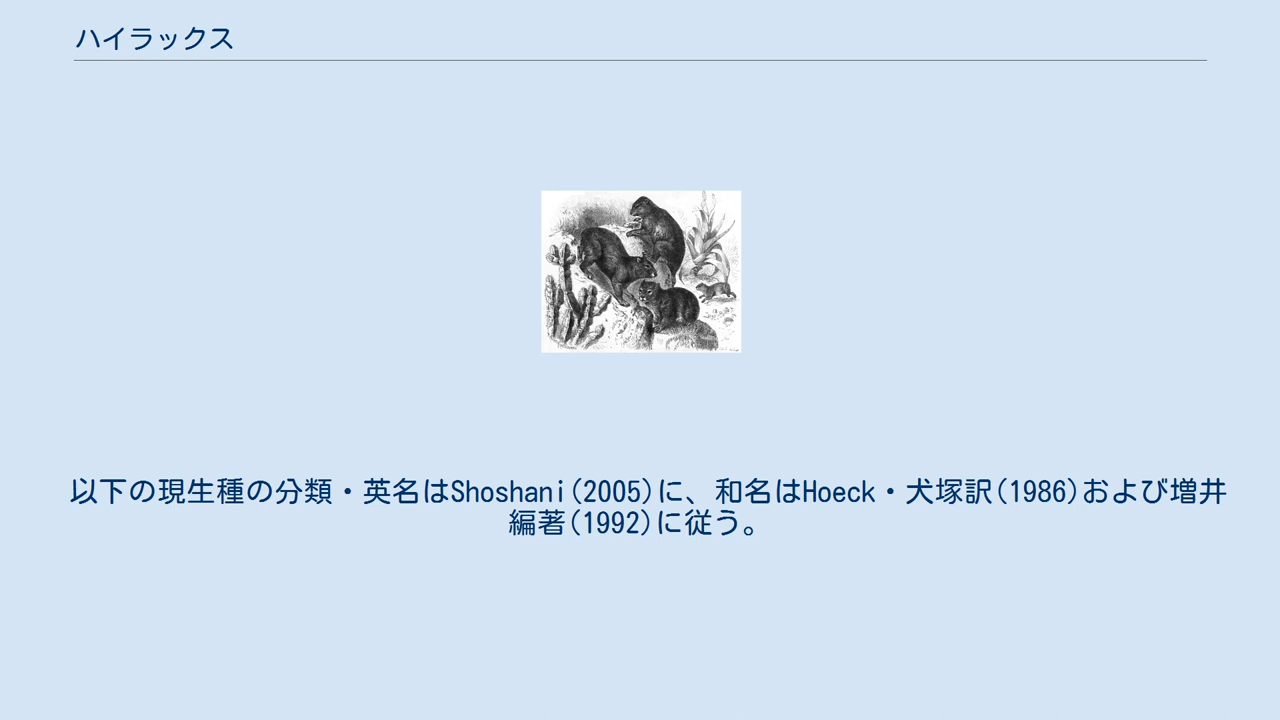 ハイラックス
以下の現生種の分類・英名はShoshani(2005)に、和名はHoeck・犬塚訳(1986)および増井
編著(1992)に従う。